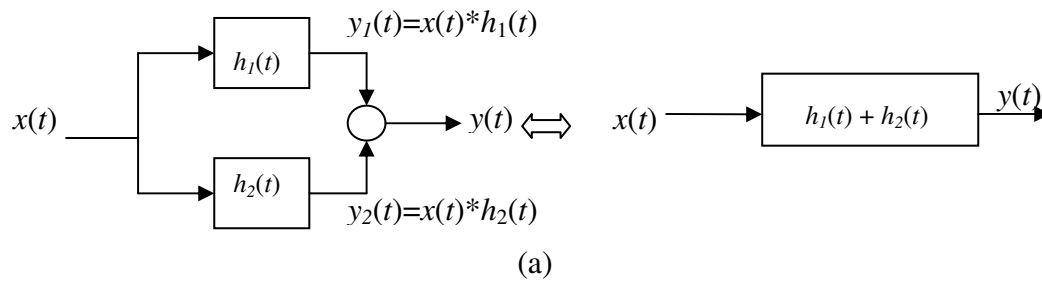 y₁(t)=x(t)*h₁(t)
h₁(t)
x(t)
y(t)
h₂(t)
y₂(t)=x(t)*h₂(t)
x(t)
h₁(t) + h₂(t)
y(t)
(a)